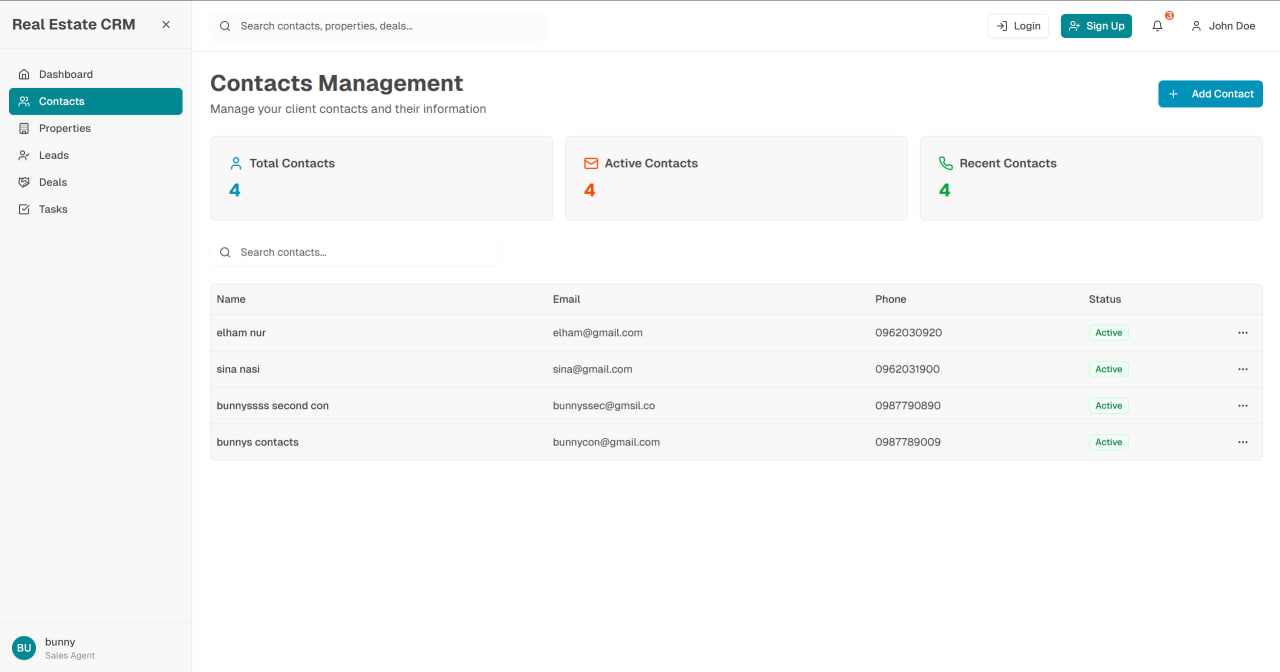 Real Estate CRM
Search contacts, properties, deals...
Login
Sign Up
3
John Doe
Dashboard
Contacts
Properties
Leads
Deals
Tasks
Contacts Management
Manage your client contacts and their information
Add Contact
Total Contacts
4
Active Contacts
4
Recent Contacts
4
Search contacts...
Name Email Phone Status
elham nur elham@gmail.com 0962030920 Active
sina nasi sina@gmail.com 0962031900 Active
bunnyssss second con bunnyssec@gmsil.co 0987790890 Active
bunnys contacts bunnycon@gmail.com 0987789009 Active
BU
bunny
Sales Agent